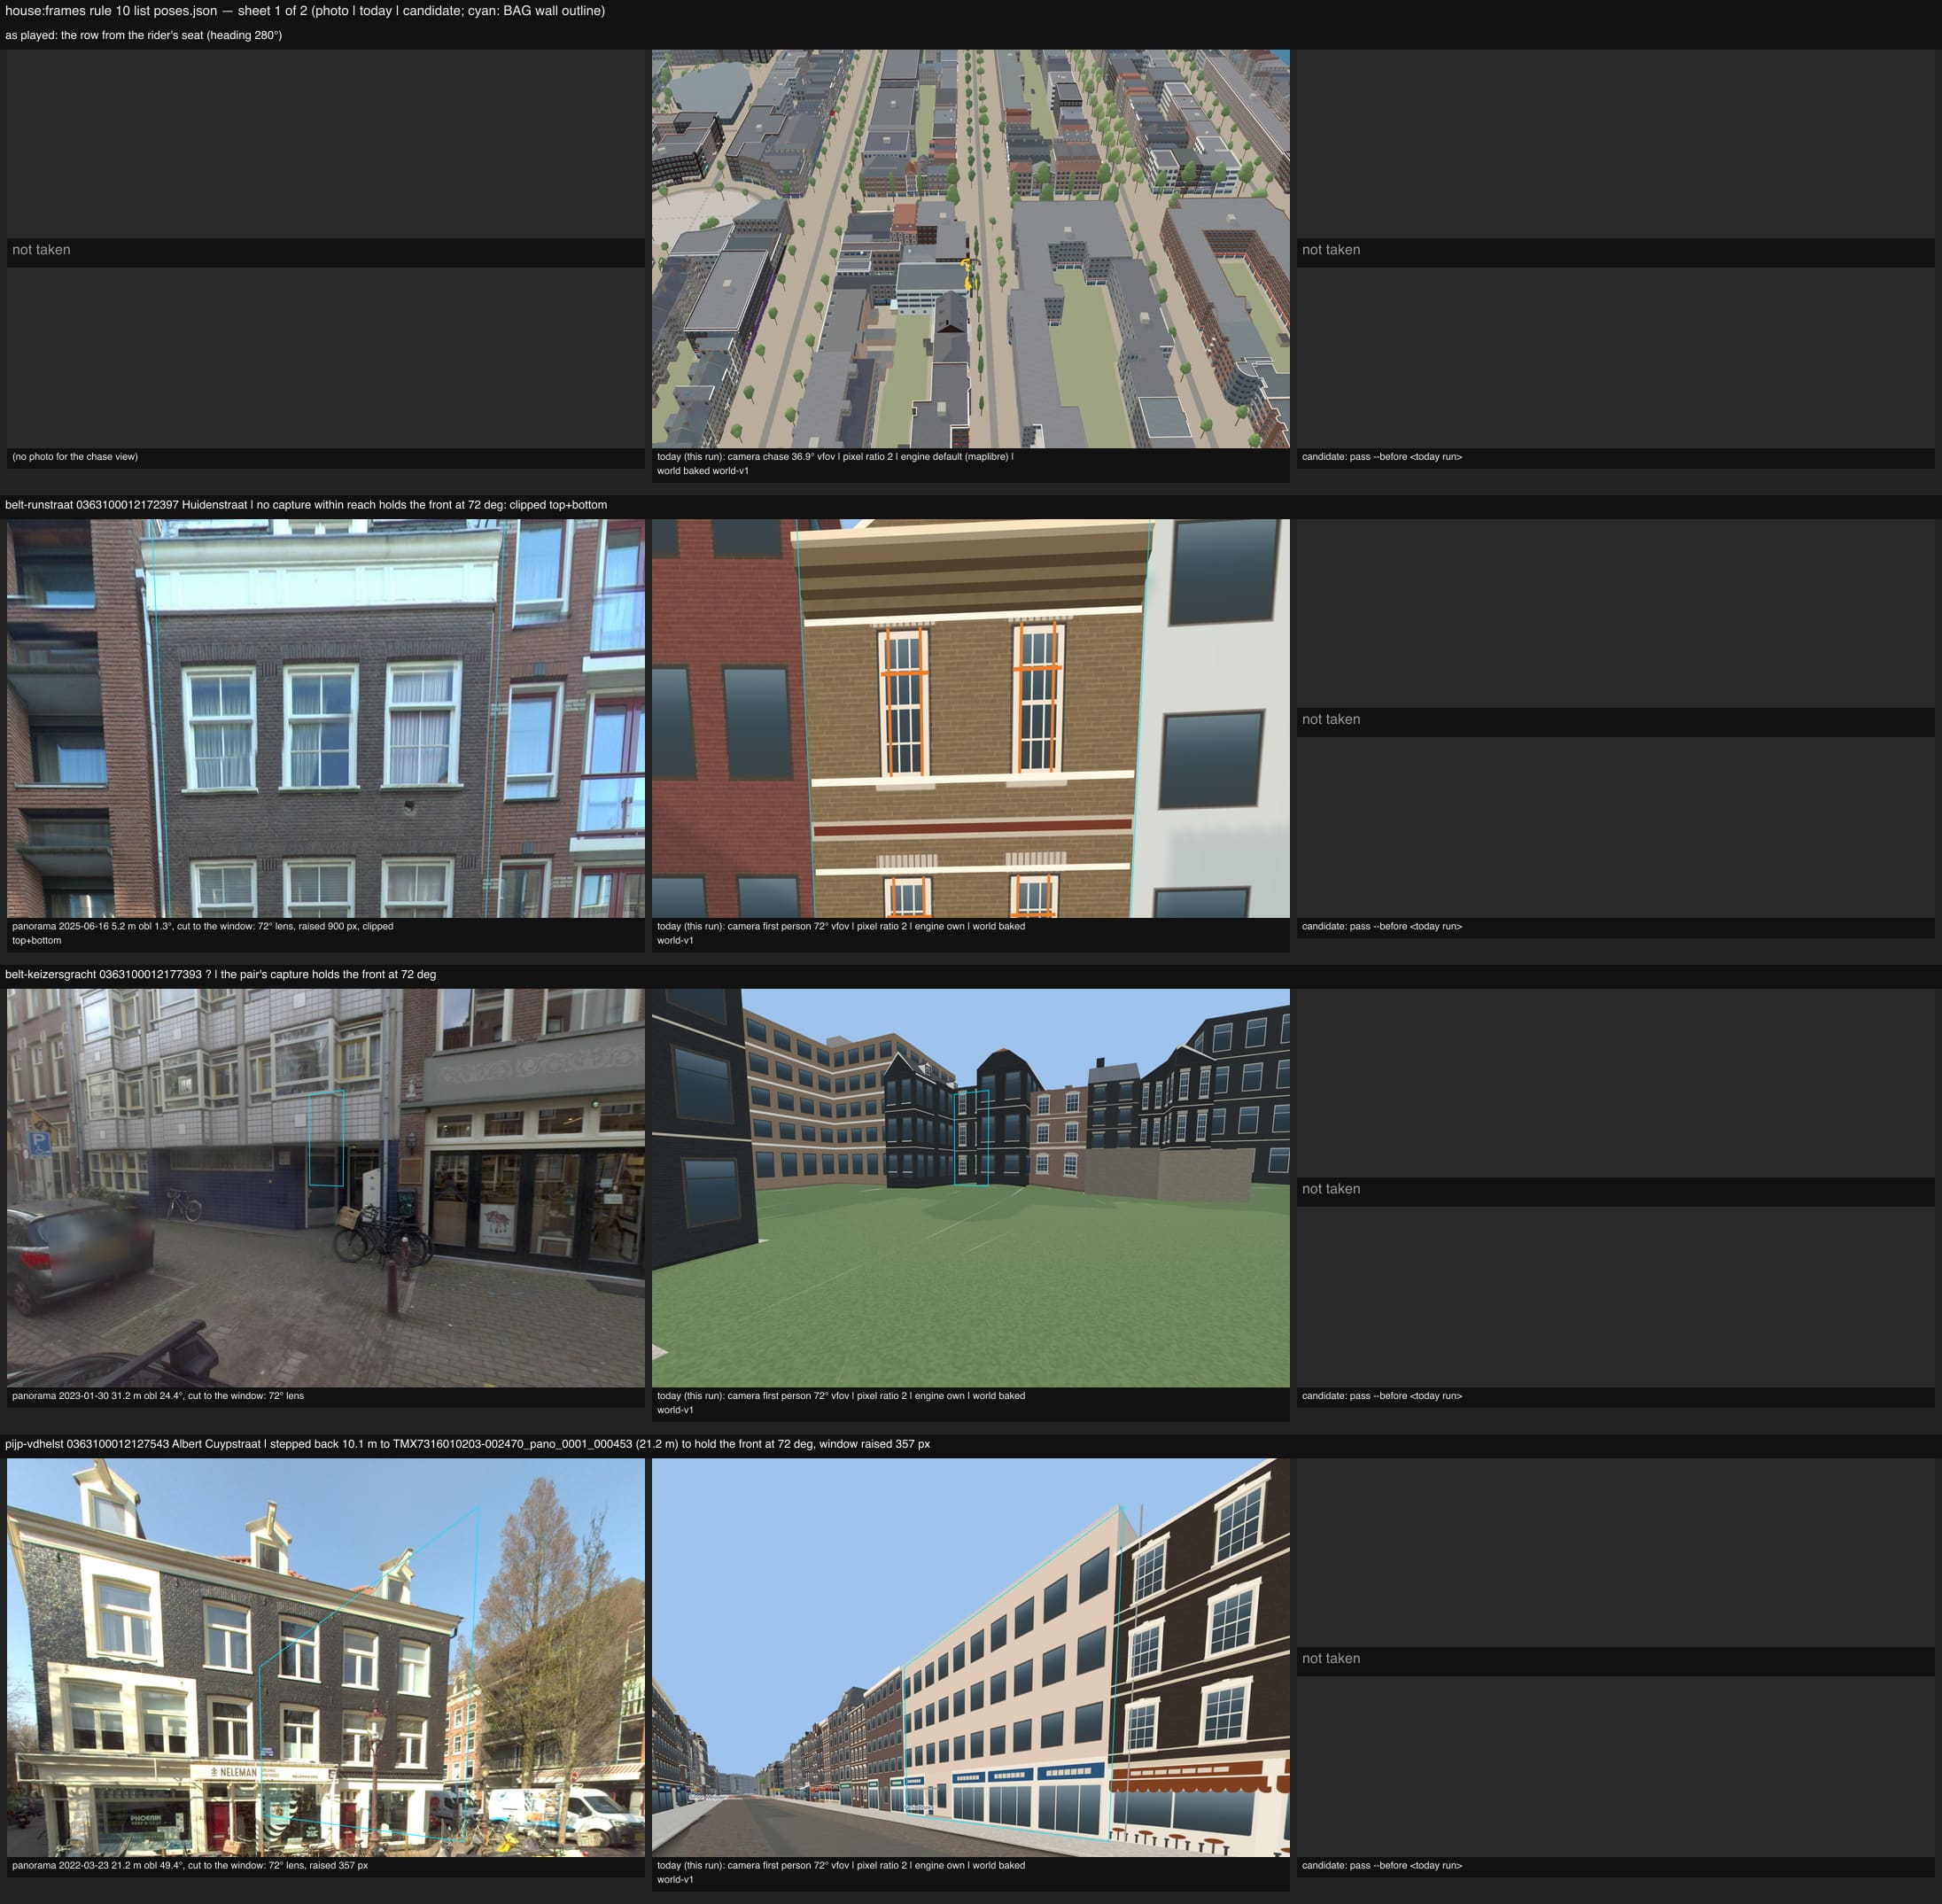 house:frames rule 10 list poses.json — sheet 1 of 2 (photo | today | candidate; cyan: BAG wall outline)
as played: the row from the rider's seat (heading 280°)
not taken
not taken
(no photo for the chase view)
today (this run): camera chase 36.9° vfov | pixel ratio 2 | engine default (maplibre) |
world baked world-v1
candidate: pass --before <today run>
belt-runstraat 0363100012172397 Huidenstraat | no capture within reach holds the front at 72 deg: clipped top+bottom
not taken
panorama 2025-06-16 5.2 m obl 1.3°, cut to the window: 72° lens, raised 900 px, clipped
top+bottom
today (this run): camera first person 72° vfov | pixel ratio 2 | engine own | world baked
world-v1
candidate: pass --before <today run>
belt-keizersgracht 0363100012177393 ? | the pair's capture holds the front at 72 deg
P
not taken
panorama 2023-01-30 31.2 m obl 24.4°, cut to the window: 72° lens
today (this run): camera first person 72° vfov | pixel ratio 2 | engine own | world baked
world-v1
candidate: pass --before <today run>
pijp-vdhelst 0363100012127543 Albert Cuypstraat | stepped back 10.1 m to TMX7316010203-002470_pano_0001_000453 (21.2 m) to hold the front at 72 deg, window raised 357 px
NELEMAN
PHOENIX
not taken
panorama 2022-03-23 21.2 m obl 49.4°, cut to the window: 72° lens, raised 357 px
today (this run): camera first person 72° vfov | pixel ratio 2 | engine own | world baked
world-v1
candidate: pass --before <today run>